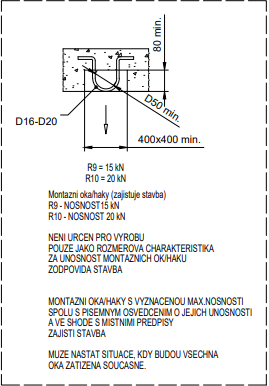 80 min.
D50 min.
D16-D20
400x400 min.
R9 = 15 kN
R10 = 20 kN
Montazni oka/haky (zajistuje stavba)
R9 - NOSNOST15 kN
R10 - NOSNOST 20 kN
NENI URCEN PRO VYROBU
POUZE JAKO ROZMEROVA CHARAKTERISTIKA
ZA UNOSNOST MONTAZNICH OK/HAKU
ZODPOVIDA STAVBA
MONTAZNI OKA/HAKY S VYZNACENOU MAX.NOSNOSTI
SPOLU S PISEMNYM OSVEDCENIM O JEJICH UNOSNOSTI
A VE SHODE S MISTNIMI PREDPISY
ZAJISTI STAVBA
MUZE NASTAT SITUACE, KDY BUDOU VSECHNA
OKA ZATIZENA SOUCASNE.